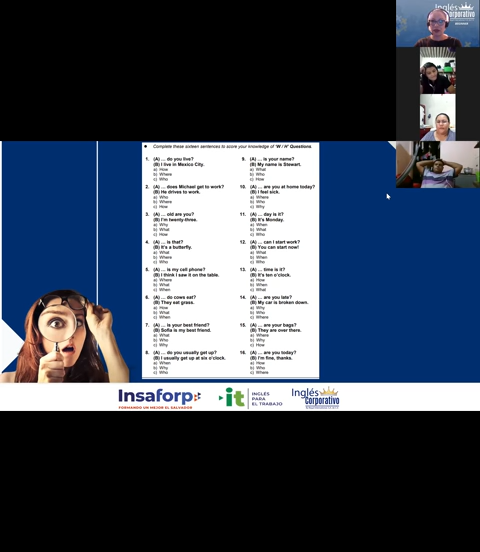 Inglés
Corporativo
Complete these sixteen sentences to score your knowledge of 'W / H' Questions
1. (A) ... do you live?
(B) I live in Mexico City.
a) How
b) Where
c) Who
2. (A) ... does Michael get to work?
(B) He drives to work.
a) Who
b) Where
c) How
3. (A) ... old are you?
(B) I'm twenty-three.
a) Why
b) What
c) How
4. (A) ... is that?
(B) It's a butterfly.
a) What
b) Where
c) Who
5. (A) ... is my cell phone?
(B) I think I saw it on the table.
a) Where
b) What
c) When
6. (A) ... do cows eat?
(B) They eat grass.
a) How
b) What
c) When
7. (A) ... is your best friend?
(B) Sofia is my best friend.
a) What
b) Who
c) Why
8. (A) ... do you usually get up?
(B) I usually get up at six o'clock.
a) When
b) Why
c) Who
9. (A) ... is your name?
(B) My name is Stewart.
a) What
b) Who
c) How
10. (A) ... are you at home today?
(B) I feel sick.
a) Where
b) Who
c) Why
11. (A) ... day is it?
(B) It's Monday.
a) When
b) What
c) Who
12. (A) ... can I start work?
(B) You can start now!
a) What
b) When
c) Who
13. (A) ... time is it?
(B) It's ten o'clock.
a) How
b) When
c) What
14. (A) ... are you late?
(B) My car is broken down.
a) Why
b) Who
c) Where
15. (A) ... are your bags?
(B) They are over there.
a) Where
b) Why
c) How
16. (A) ... are you today?
(B) I'm fine, thanks.
a) How
b) Who
c) Where
Insaforp
FORMANDO UN MEJOR EL SALVADOR
it
INGLÉS
PARA
EL TRABAJO
Inglés
Corporativo